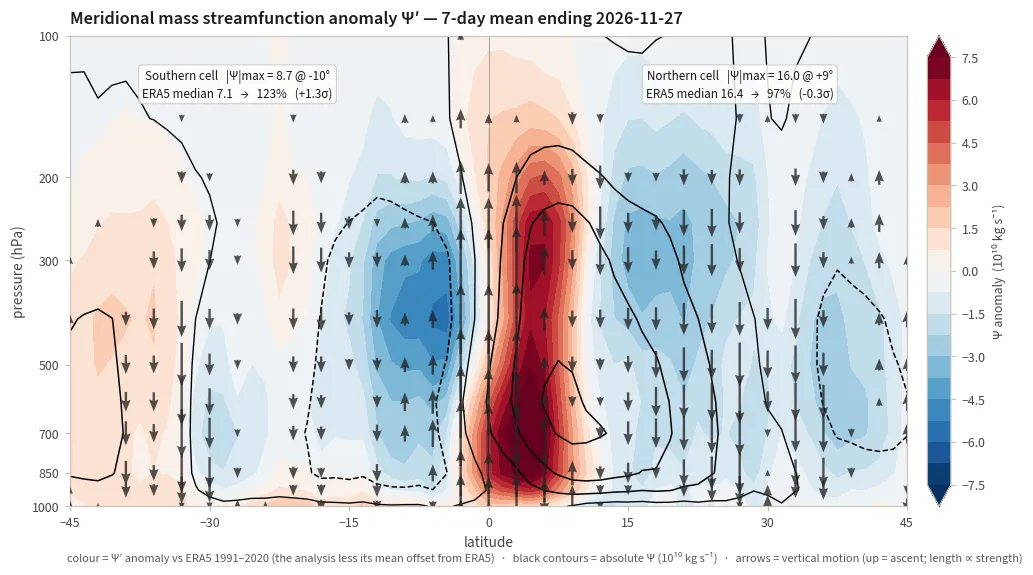 Meridional mass streamfunction anomaly Ψ′ — 7-day mean ending 2026-11-27
Southern cell |Ψ|max = 8.7 @ -10°
ERA5 median 7.1 → 123% (+1.3σ)
Northern cell |Ψ|max = 16.0 @ +9°
ERA5 median 16.4 → 97% (-0.3σ)
pressure (hPa)
100
200
300
400
500
700
850
1000
−45
−30
−15
0
15
30
45
latitude
7.5
6.0
4.5
3.0
1.5
0.0
−1.5
−3.0
−4.5
−6.0
−7.5
Ψ anomaly (10¹⁰ kg s⁻¹)
colour = Ψ′ anomaly vs ERA5 1991–2020 (the analysis less its mean offset from ERA5) · black contours = absolute Ψ (10¹⁰ kg s⁻¹) · arrows = vertical motion (up = ascent; length ∝ strength)